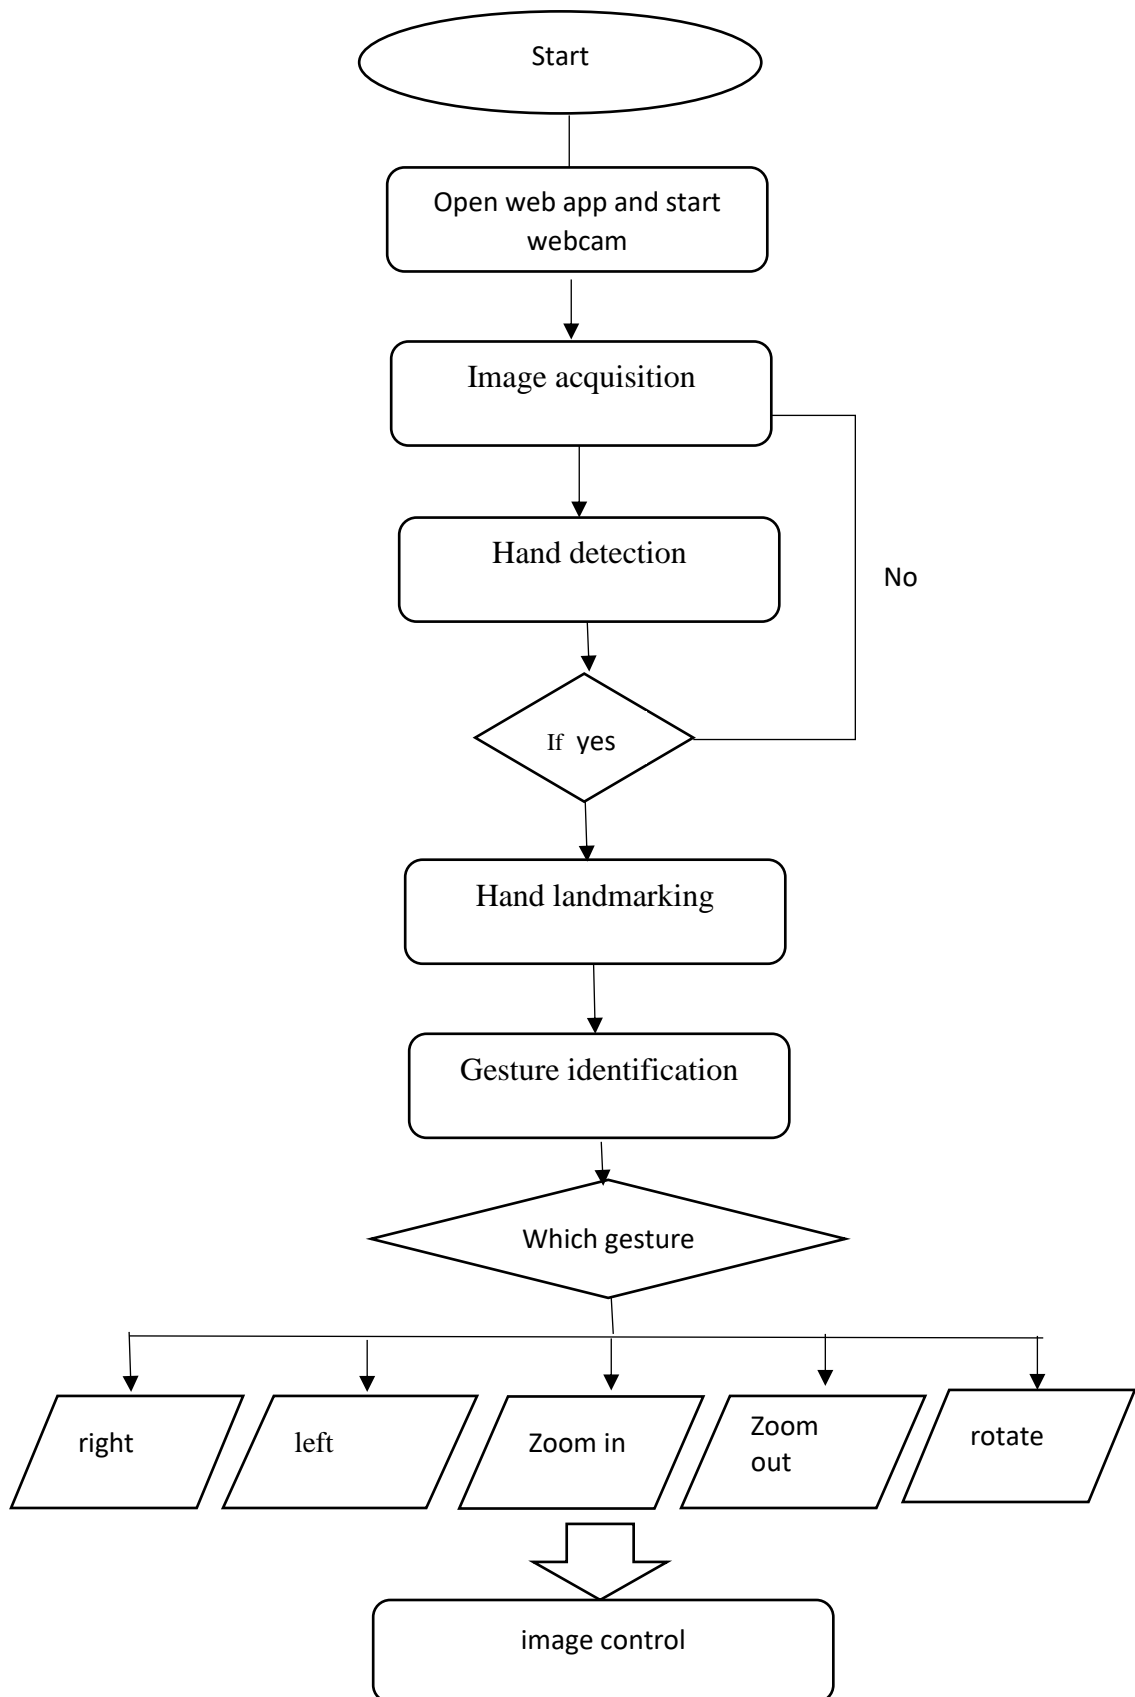 Start
Open web app and start
webcam
Image acquisition
Hand detection
No
If yes
Hand landmarking
Gesture identification
Which gesture
right
left
Zoom in
Zoom
out
rotate
image control